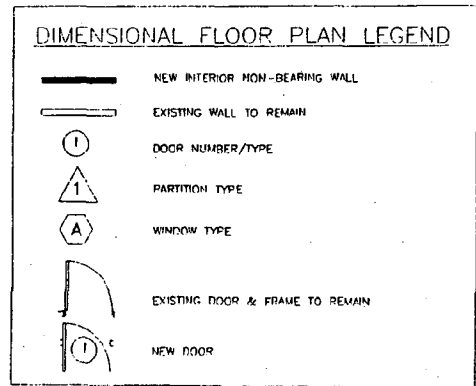 DIMENSIONAL FLOOR PLAN LEGEND
NEW INTERIOR NON-BEARING WALL
EXISTING WALL TO REMAIN
1 DOOR NUMBER/TYPE
1 PARTITION TYPE
A WINDOW TYPE
EXISTING DOOR & FRAME TO REMAIN
1 NEW DOOR